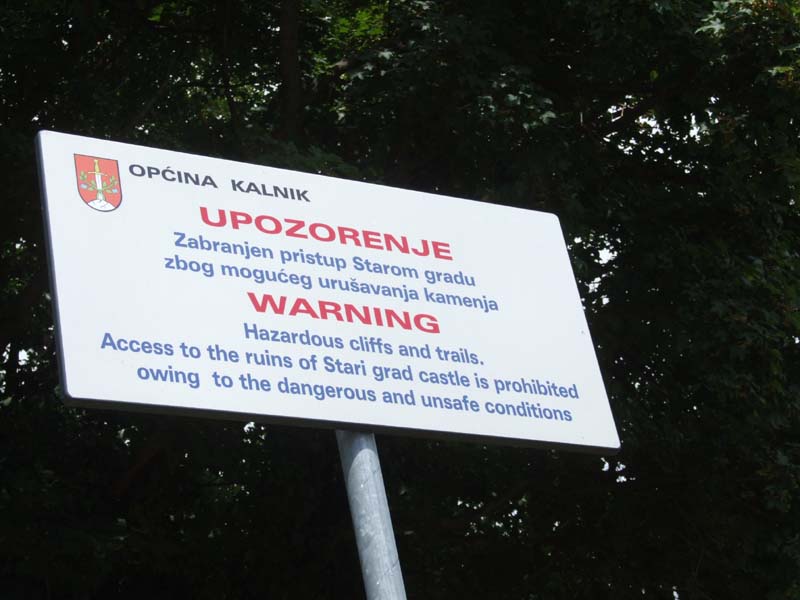 OPĆINA KALNIK
UPOZORENJE
Zabranjen pristup Starom gradu
zbog mogućeg urušavanja kamenja
WARNING
Hazardous cliffs and trails.
Access to the ruins of Stari grad castle is prohibited
owing to the dangerous and unsafe conditions